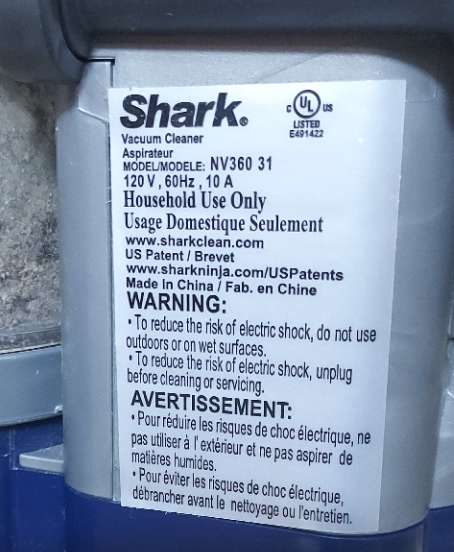 Shark®
c UL US
LISTED
E491422
Vacuum Cleaner
Aspirateur
MODEL/MODELE: NV360 31
120 V , 60Hz , 10 A
Household Use Only
Usage Domestique Seulement
www.sharkclean.com
US Patent / Brevet
www.sharkninja.com/USPatents
Made in China / Fab. en Chine
WARNING:
• To reduce the risk of electric shock, do not use
outdoors or on wet surfaces.
• To reduce the risk of electric shock, unplug
before cleaning or servicing.
AVERTISSEMENT:
• Pour réduire les risques de choc électrique, ne
pas utiliser à l' extérieur et ne pas aspirer de
matières humides.
• Pour éviter les risques de choc électrique,
débrancher avant le nettoyage ou l'entretien.